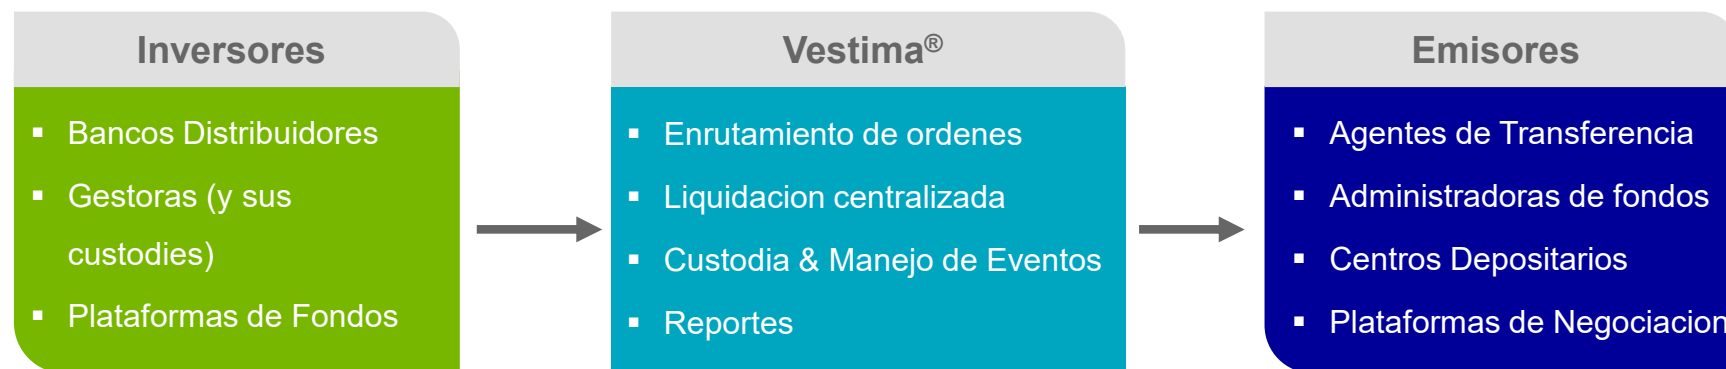 Inversores
▪ Bancos Distribuidores
▪ Gestoras (y sus
custodies)
▪ Plataformas de Fondos
Vestima®
▪ Enrutamiento de ordenes
▪ Liquidacion centralizada
▪ Custodia & Manejo de Eventos
▪ Reportes
Emisores
▪ Agentes de Transferencia
▪ Administradoras de fondos
▪ Centros Depositarios
▪ Plataformas de Negociacion